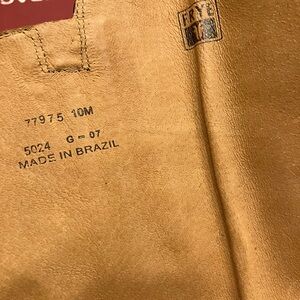 FRYE
77975 10M
5024 G = 07
MADE IN BRAZIL